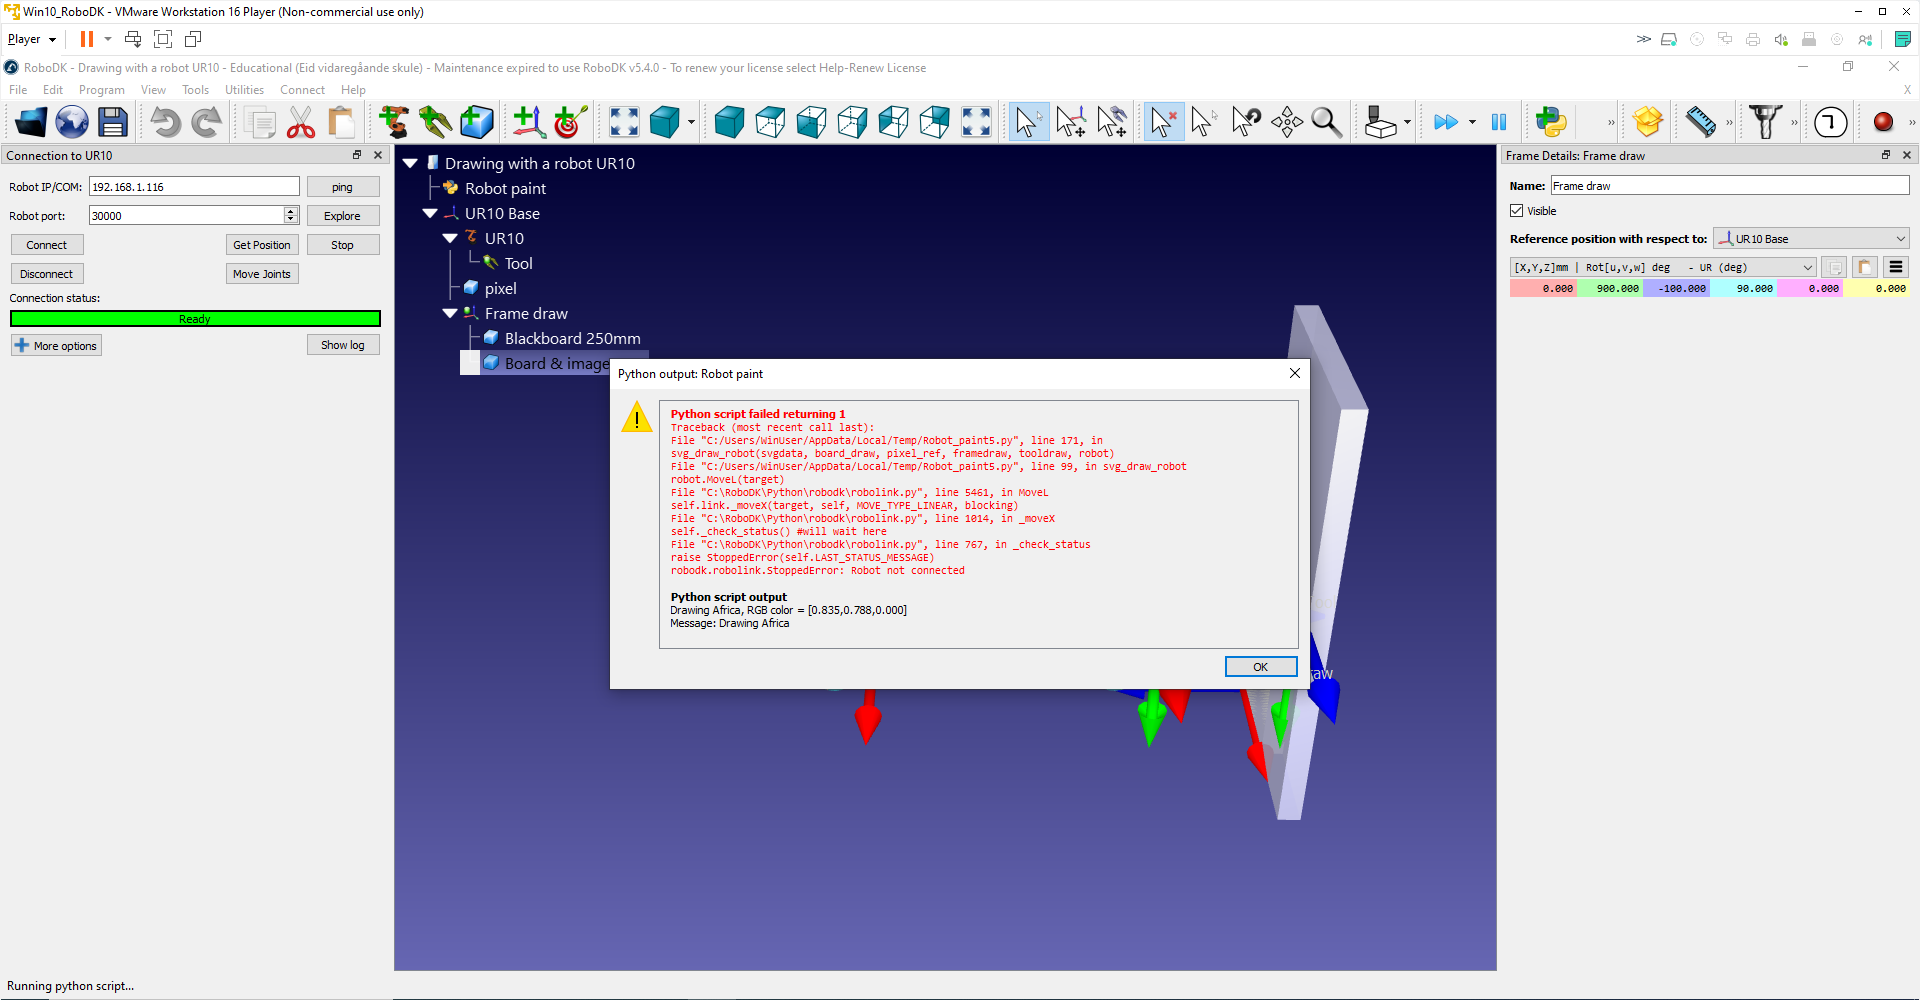 Win10_RoboDK - VMware Workstation 16 Player (Non-commercial use only)
Player
RoboDK - Drawing with a robot UR10 - Educational (Eid vidaregåande skule) - Maintenance expired to use RoboDK v5.4.0 - To renew your license select Help-Renew License
File Edit Program View Tools Utilities Connect Help
Connection to UR10
Robot IP/COM: 192.168.1.116 ping
Robot port: 30000 Explore
Connect Get Position Stop
Disconnect Move Joints
Connection status:
Ready
More options Show log
Drawing with a robot UR10
Robot paint
UR10 Base
UR10
Tool
pixel
Frame draw
Blackboard 250mm
Board & image
Python output: Robot paint
Python script failed returning 1
Traceback (most recent call last):
File "C:/Users/WinUser/AppData/Local/Temp/Robot_paint5.py", line 171, in
svg_draw_robot(svgdata, board_draw, pixel_ref, framedraw, tooldraw, robot)
File "C:/Users/WinUser/AppData/Local/Temp/Robot_paint5.py", line 99, in svg_draw_robot
robot.MoveL(target)
File "C:\RoboDK\Python\robodk\robolink.py", line 5461, in MoveL
self.link._moveX(target, self, MOVE_TYPE_LINEAR, blocking)
File "C:\RoboDK\Python\robodk\robolink.py", line 1014, in _moveX
self._check_status() #will wait here
File "C:\RoboDK\Python\robodk\robolink.py", line 767, in _check_status
raise StoppedError(self.LAST_STATUS_MESSAGE)
robodk.robolink.StoppedError: Robot not connected
Python script output
Drawing Africa, RGB color = [0.835,0.788,0.000]
Message: Drawing Africa
OK
raw
Frame Details: Frame draw
Name: Frame draw
Visible
Reference position with respect to: UR10 Base
[X,Y,Z]mm | Rot[u,v,w] deg - UR (deg)
0.000 900.000 -100.000 90.000 0.000 0.000
Running python script...